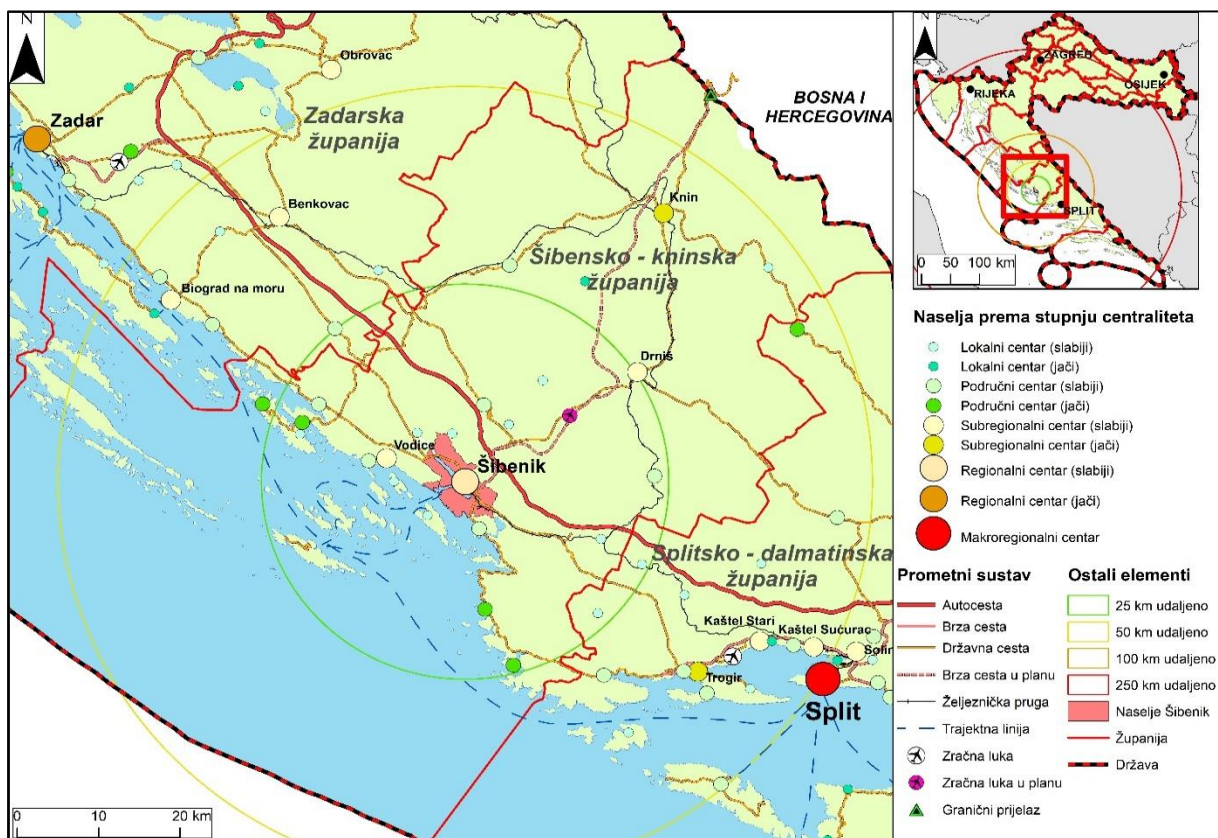 N
Obrovac
Zadar
Zadarska
županija
BOSNA I
HERCEGOVINA
Benkovac
Knin
Šibensko - kninska
županija
Biograd na moru
Drniš
Vodice
Šibenik
Splitsko - dalmatinska
županija
Kaštel Stari
Kaštel Sućurac
Solin
Trogir
Split
0 10 20 km
N
ZAGREB
OSIJEK
RIJEKA
SPLIT
0 50 100 km
Naselja prema stupnju centraliteta
Lokalni centar (slabiji)
Lokalni centar (jači)
Područni centar (slabiji)
Područni centar (jači)
Subregionalni centar (slabiji)
Subregionalni centar (jači)
Regionalni centar (slabiji)
Regionalni centar (jači)
Makroregionalni centar
Prometni sustav
Autocesta
Brza cesta
Državna cesta
Brza cesta u planu
Željeznička pruga
Trajektna linija
Zračna luka
Zračna luka u planu
Granični prijelaz
Ostali elementi
25 km udaljeno
50 km udaljeno
100 km udaljeno
250 km udaljeno
Naselje Šibenik
Županija
Država